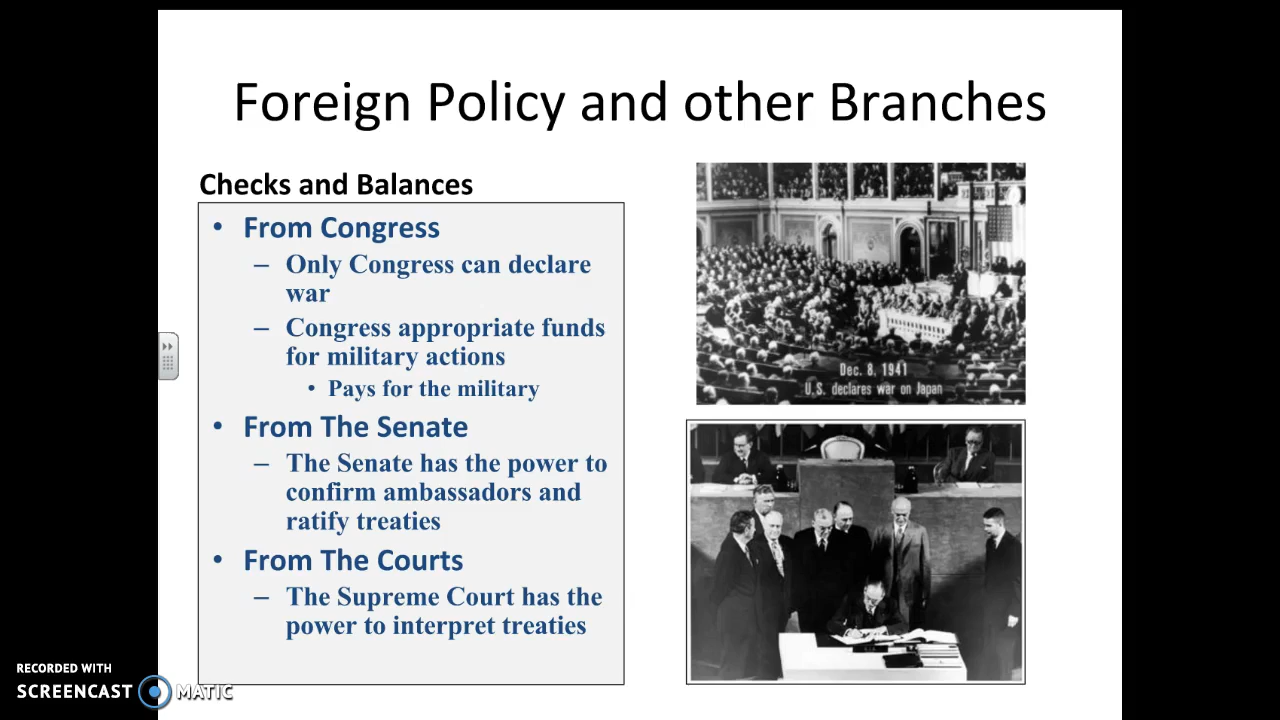 Foreign Policy and other Branches
Checks and Balances
• From Congress
– Only Congress can declare
war
– Congress appropriate funds
for military actions
• Pays for the military
• From The Senate
– The Senate has the power to
confirm ambassadors and
ratify treaties
• From The Courts
– The Supreme Court has the
power to interpret treaties
Dec. 8, 1941
U.S. declares war on Japan
RECORDED WITH
SCREENCAST MATIC